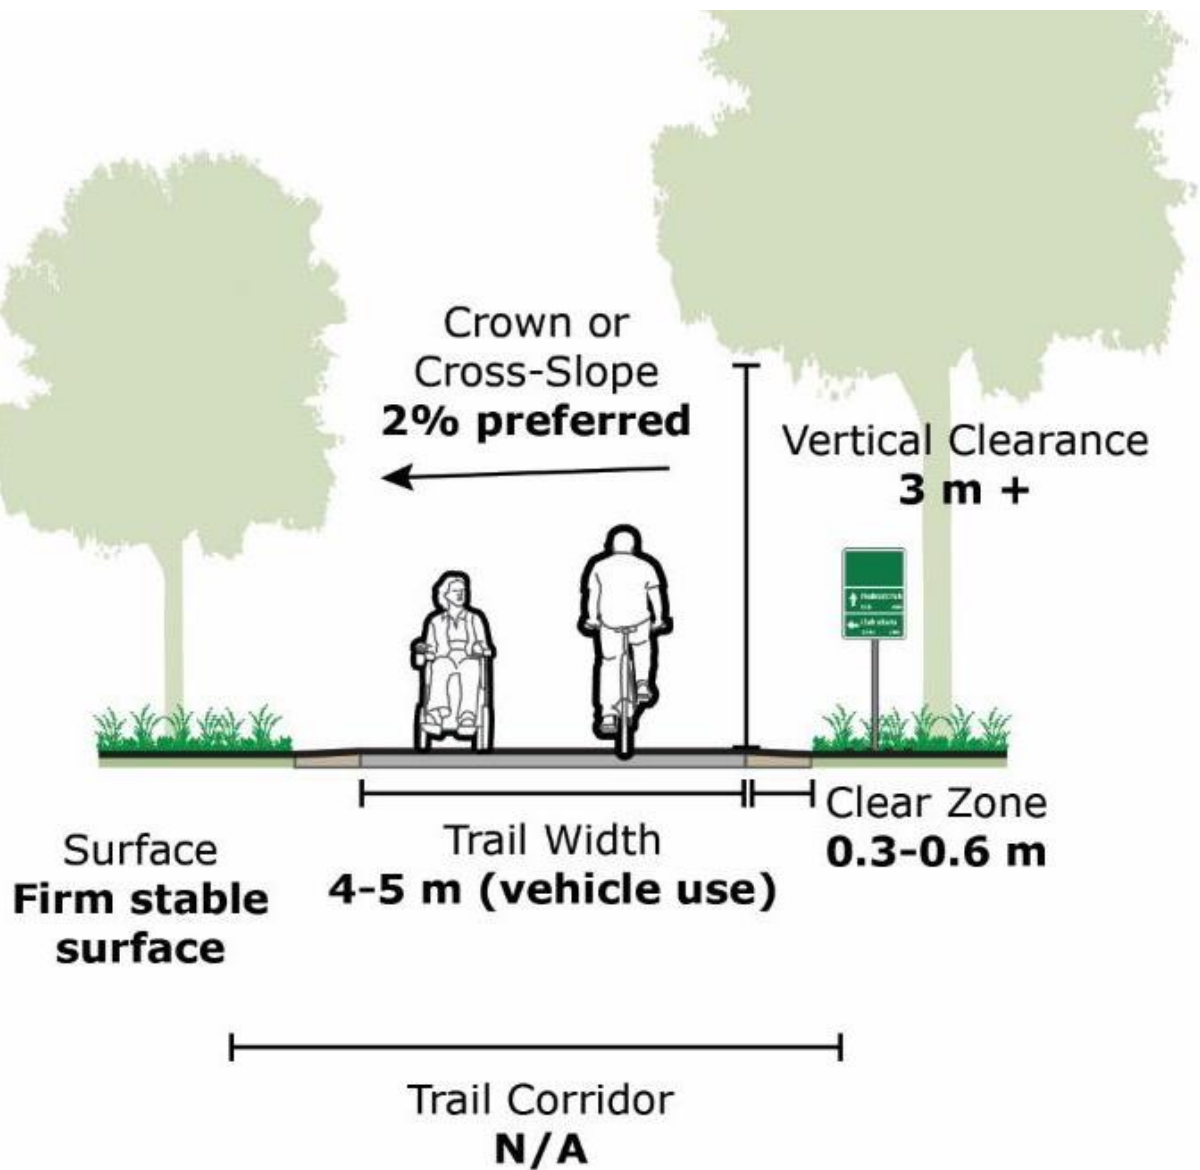 Crown or
Cross-Slope
2% preferred
Vertical Clearance
3 m +
Clear Zone
0.3-0.6 m
Trail Width
4-5 m (vehicle use)
Surface
Firm stable
surface
Trail Corridor
N/A